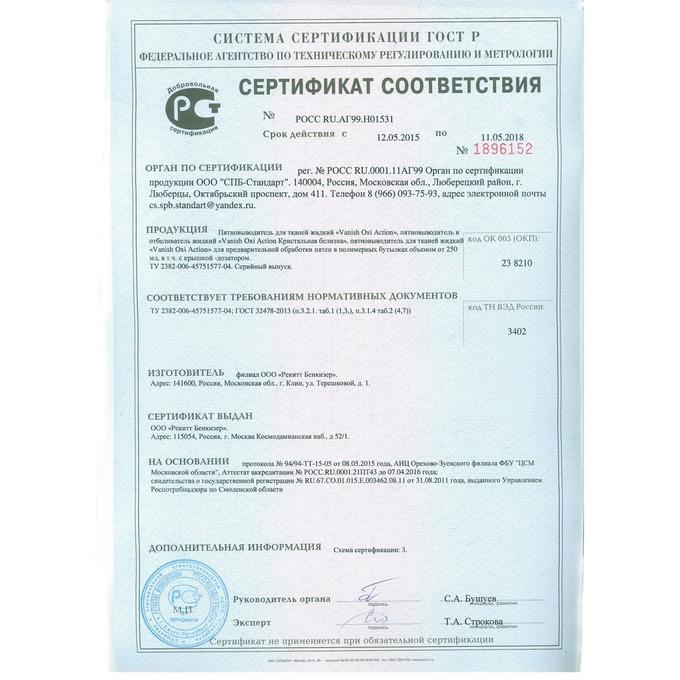 СИСТЕМА СЕРТИФИКАЦИИ ГОСТ Р
ФЕДЕРАЛЬНОЕ АГЕНТСТВО ПО ТЕХНИЧЕСКОМУ РЕГУЛИРОВАНИЮ И МЕТРОЛОГИИ
Добровольная
РСТ
сертификация
СЕРТИФИКАТ СООТВЕТСТВИЯ
№ РОСС RU.АГ99.Н01531
Срок действия с 12.05.2015 по 11.05.2018
№ 1896152
ОРГАН ПО СЕРТИФИКАЦИИ рег. № РОСС RU.0001.11АГ99 Орган по сертификации
продукции ООО "СПБ-Стандарт". 140004, Россия, Московская обл., Люберецкий район, г.
Люберцы, Октябрьский проспект, дом 411. Телефон 8 (966) 093-75-93, адрес электронной почты
cs.spb.standart@yandex.ru.
ПРОДУКЦИЯ Пятновыводитель для тканей жидкий «Vanish Oxi Action», пятновыводитель и
отбеливатель жидкий «Vanish Oxi Action Кристальная белизна», пятновыводитель для тканей жидкий
«Vanish Oxi Action» для предварительной обработки пятен в полимерных бутылках объемом от 250
мл, в т.ч. с крышкой -дозатором.
ТУ 2382-006-45751577-04. Серийный выпуск.
код ОК 005 (ОКП):
23 8210
СООТВЕТСТВУЕТ ТРЕБОВАНИЯМ НОРМАТИВНЫХ ДОКУМЕНТОВ
ТУ 2382-006-45751577-04; ГОСТ 32478-2013 (п.3.2.1. таб.1 (1,3,), п.3.1.4 таб.2 (4,7))
код ТН ВЭД России:
3402
ИЗГОТОВИТЕЛЬ филиал ООО «Рекитт Бенкизер».
Адрес: 141600, Россия, Московская обл., г. Клин, ул. Терешковой, д. 1.
СЕРТИФИКАТ ВЫДАН
ООО «Рекитт Бенкизер».
Адрес: 115054, Россия, г. Москва Космодамианская наб., д 52/1.
НА ОСНОВАНИИ протокола № 94/94-ТТ-15-05 от 08.05.2015 года, АИЦ Орехово-Зуевского филиала ФБУ "ЦСМ
Московской области", Аттестат аккредитации № РОСС.RU.0001.21ПТ43 до 07.04.2016 года;
свидетельства о государственной регистрации № RU.67.CO.01.015.E.003462.08.11 от 31.08.2011 года, выданного Управлением
Роспотребнадзора по Смоленской области
ДОПОЛНИТЕЛЬНАЯ ИНФОРМАЦИЯ Схема сертификации: 3.
М.П.
Руководитель органа
подпись
С.А. Бушуев
инициалы, фамилия
Эксперт
подпись
Т.А. Строкова
инициалы, фамилия
Сертификат не применяется при обязательной сертификации